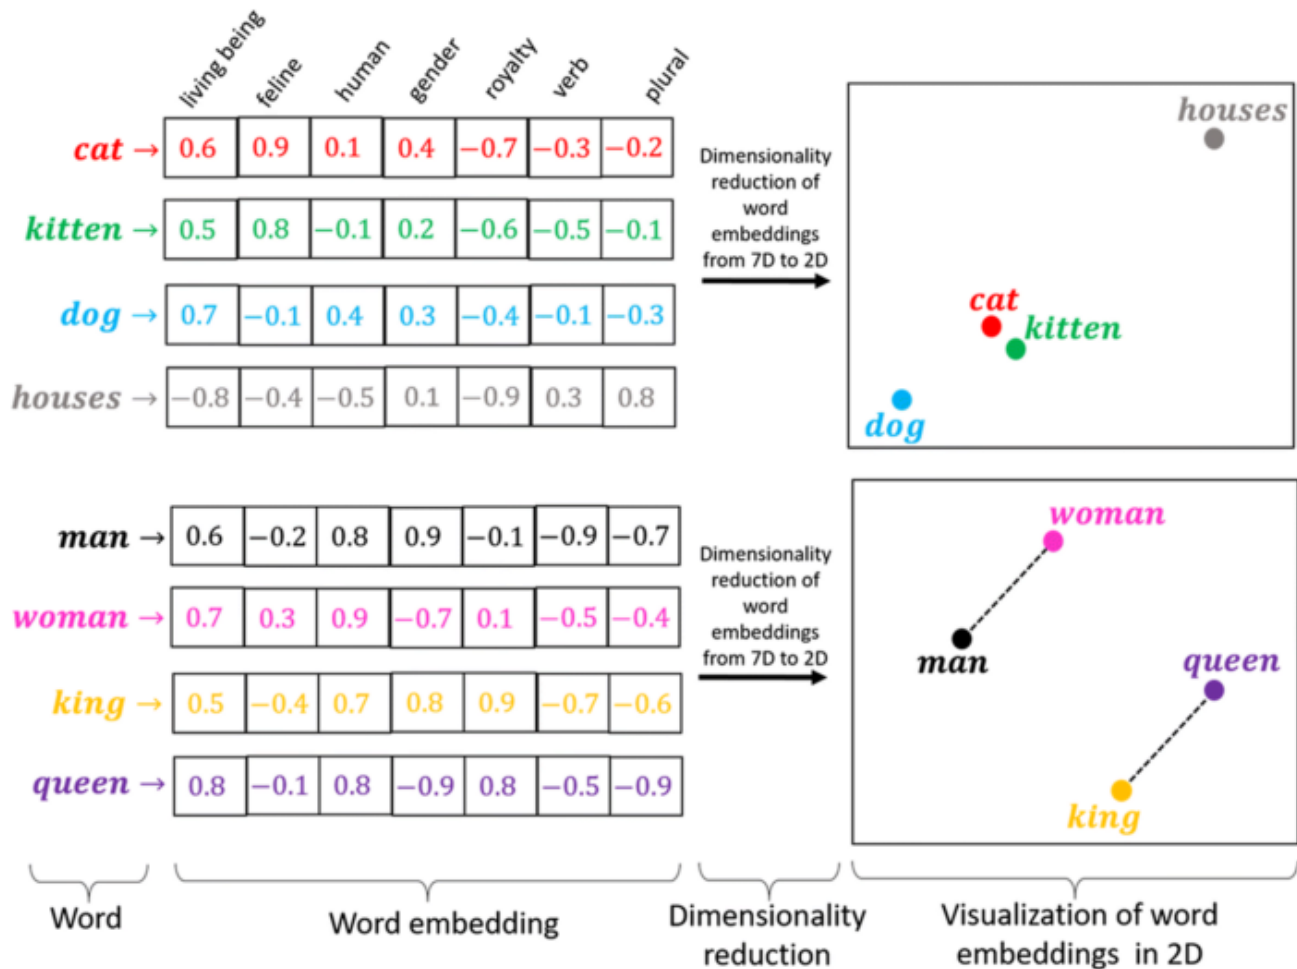 living being feline human gender royalty verb plural
cat → 0.6 0.9 0.1 0.4 −0.7 −0.3 −0.2
kitten → 0.5 0.8 −0.1 0.2 −0.6 −0.5 −0.1
dog → 0.7 −0.1 0.4 0.3 −0.4 −0.1 −0.3
houses → −0.8 −0.4 −0.5 0.1 −0.9 0.3 0.8
Dimensionality
reduction of
word
embeddings
from 7D to 2D
houses
cat
kitten
dog
man → 0.6 −0.2 0.8 0.9 −0.1 −0.9 −0.7
woman → 0.7 0.3 0.9 −0.7 0.1 −0.5 −0.4
king → 0.5 −0.4 0.7 0.8 0.9 −0.7 −0.6
queen → 0.8 −0.1 0.8 −0.9 0.8 −0.5 −0.9
Dimensionality
reduction of
word
embeddings
from 7D to 2D
woman
man
queen
king
Word
Word embedding
Dimensionality
reduction
Visualization of word
embeddings in 2D